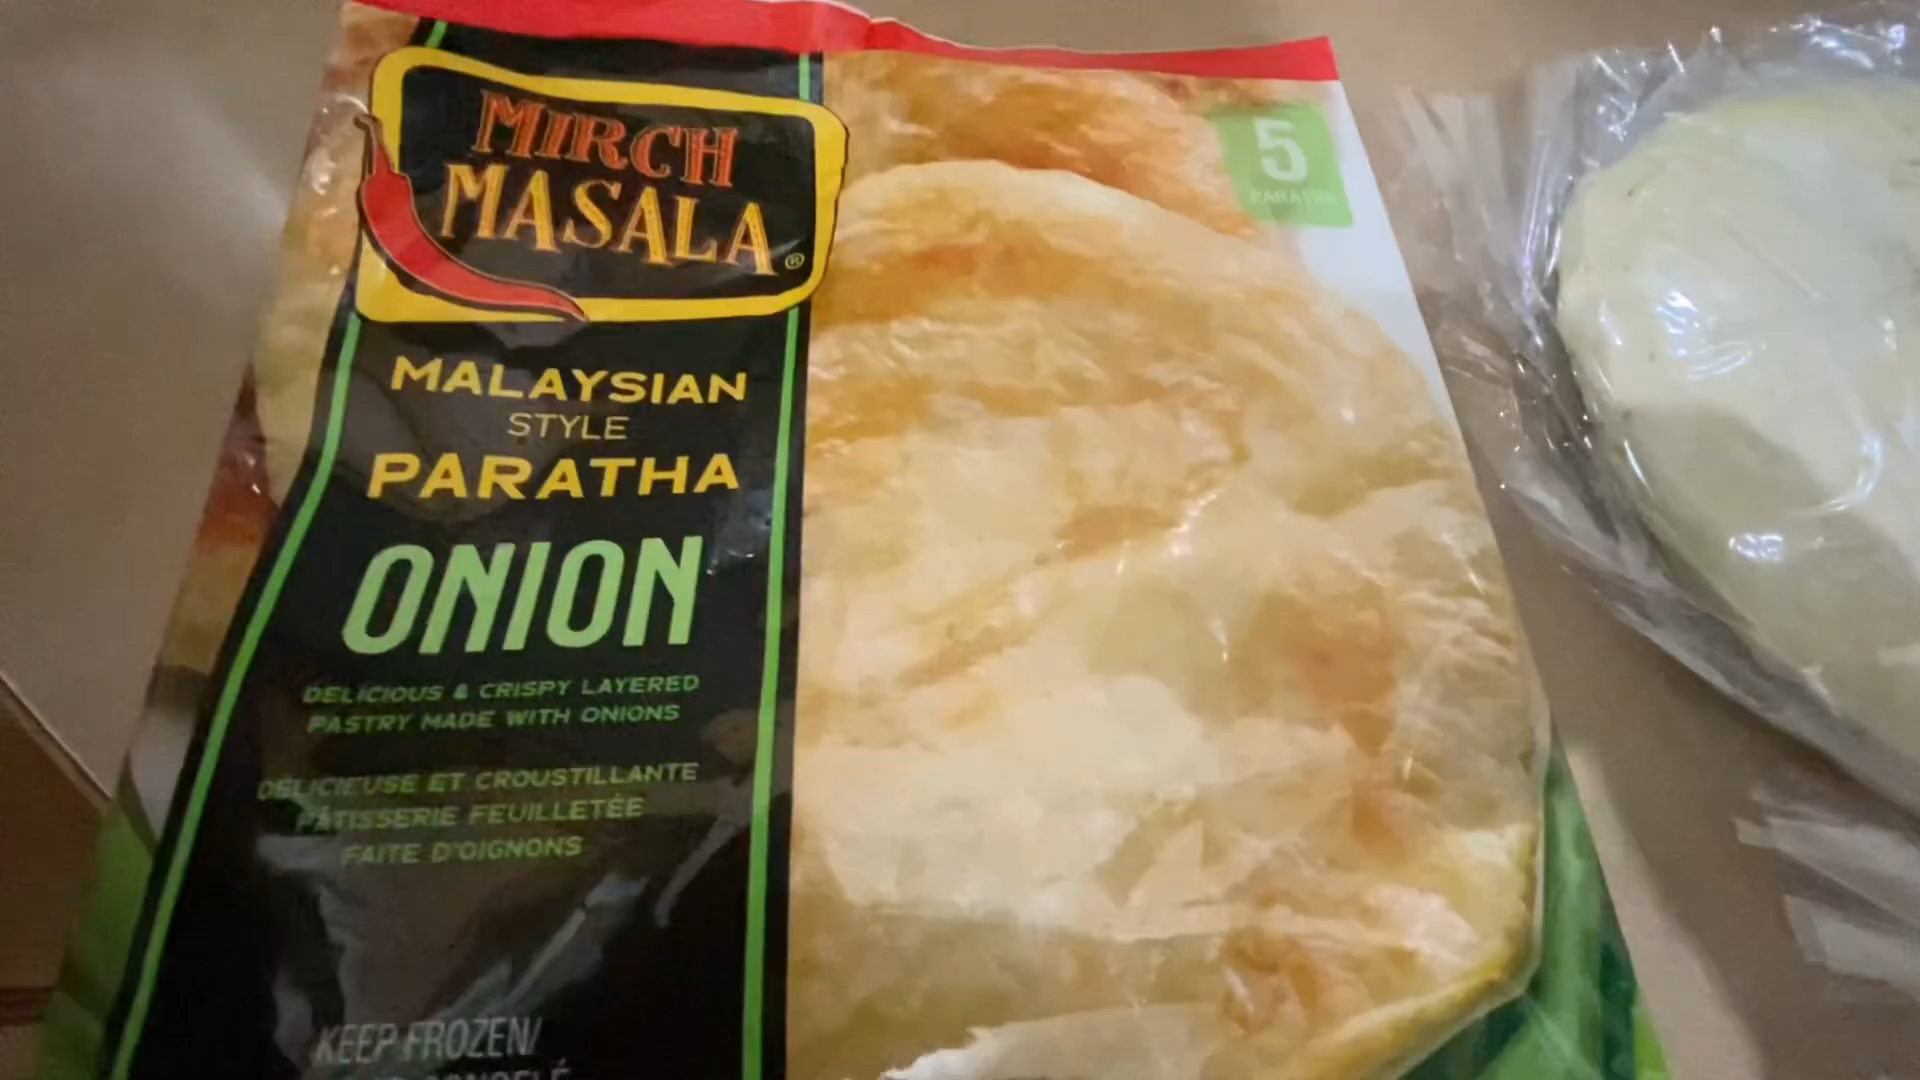 MIRCH
MASALA®
MALAYSIAN
STYLE
PARATHA
ONION
DELICIOUS & CRISPY LAYERED
PASTRY MADE WITH ONIONS
DÉLICIEUSE ET CROUSTILLANTE
PÂTISSERIE FEUILLETÉE
FAITE D'OIGNONS
KEEP FROZEN/
5
PARATHA